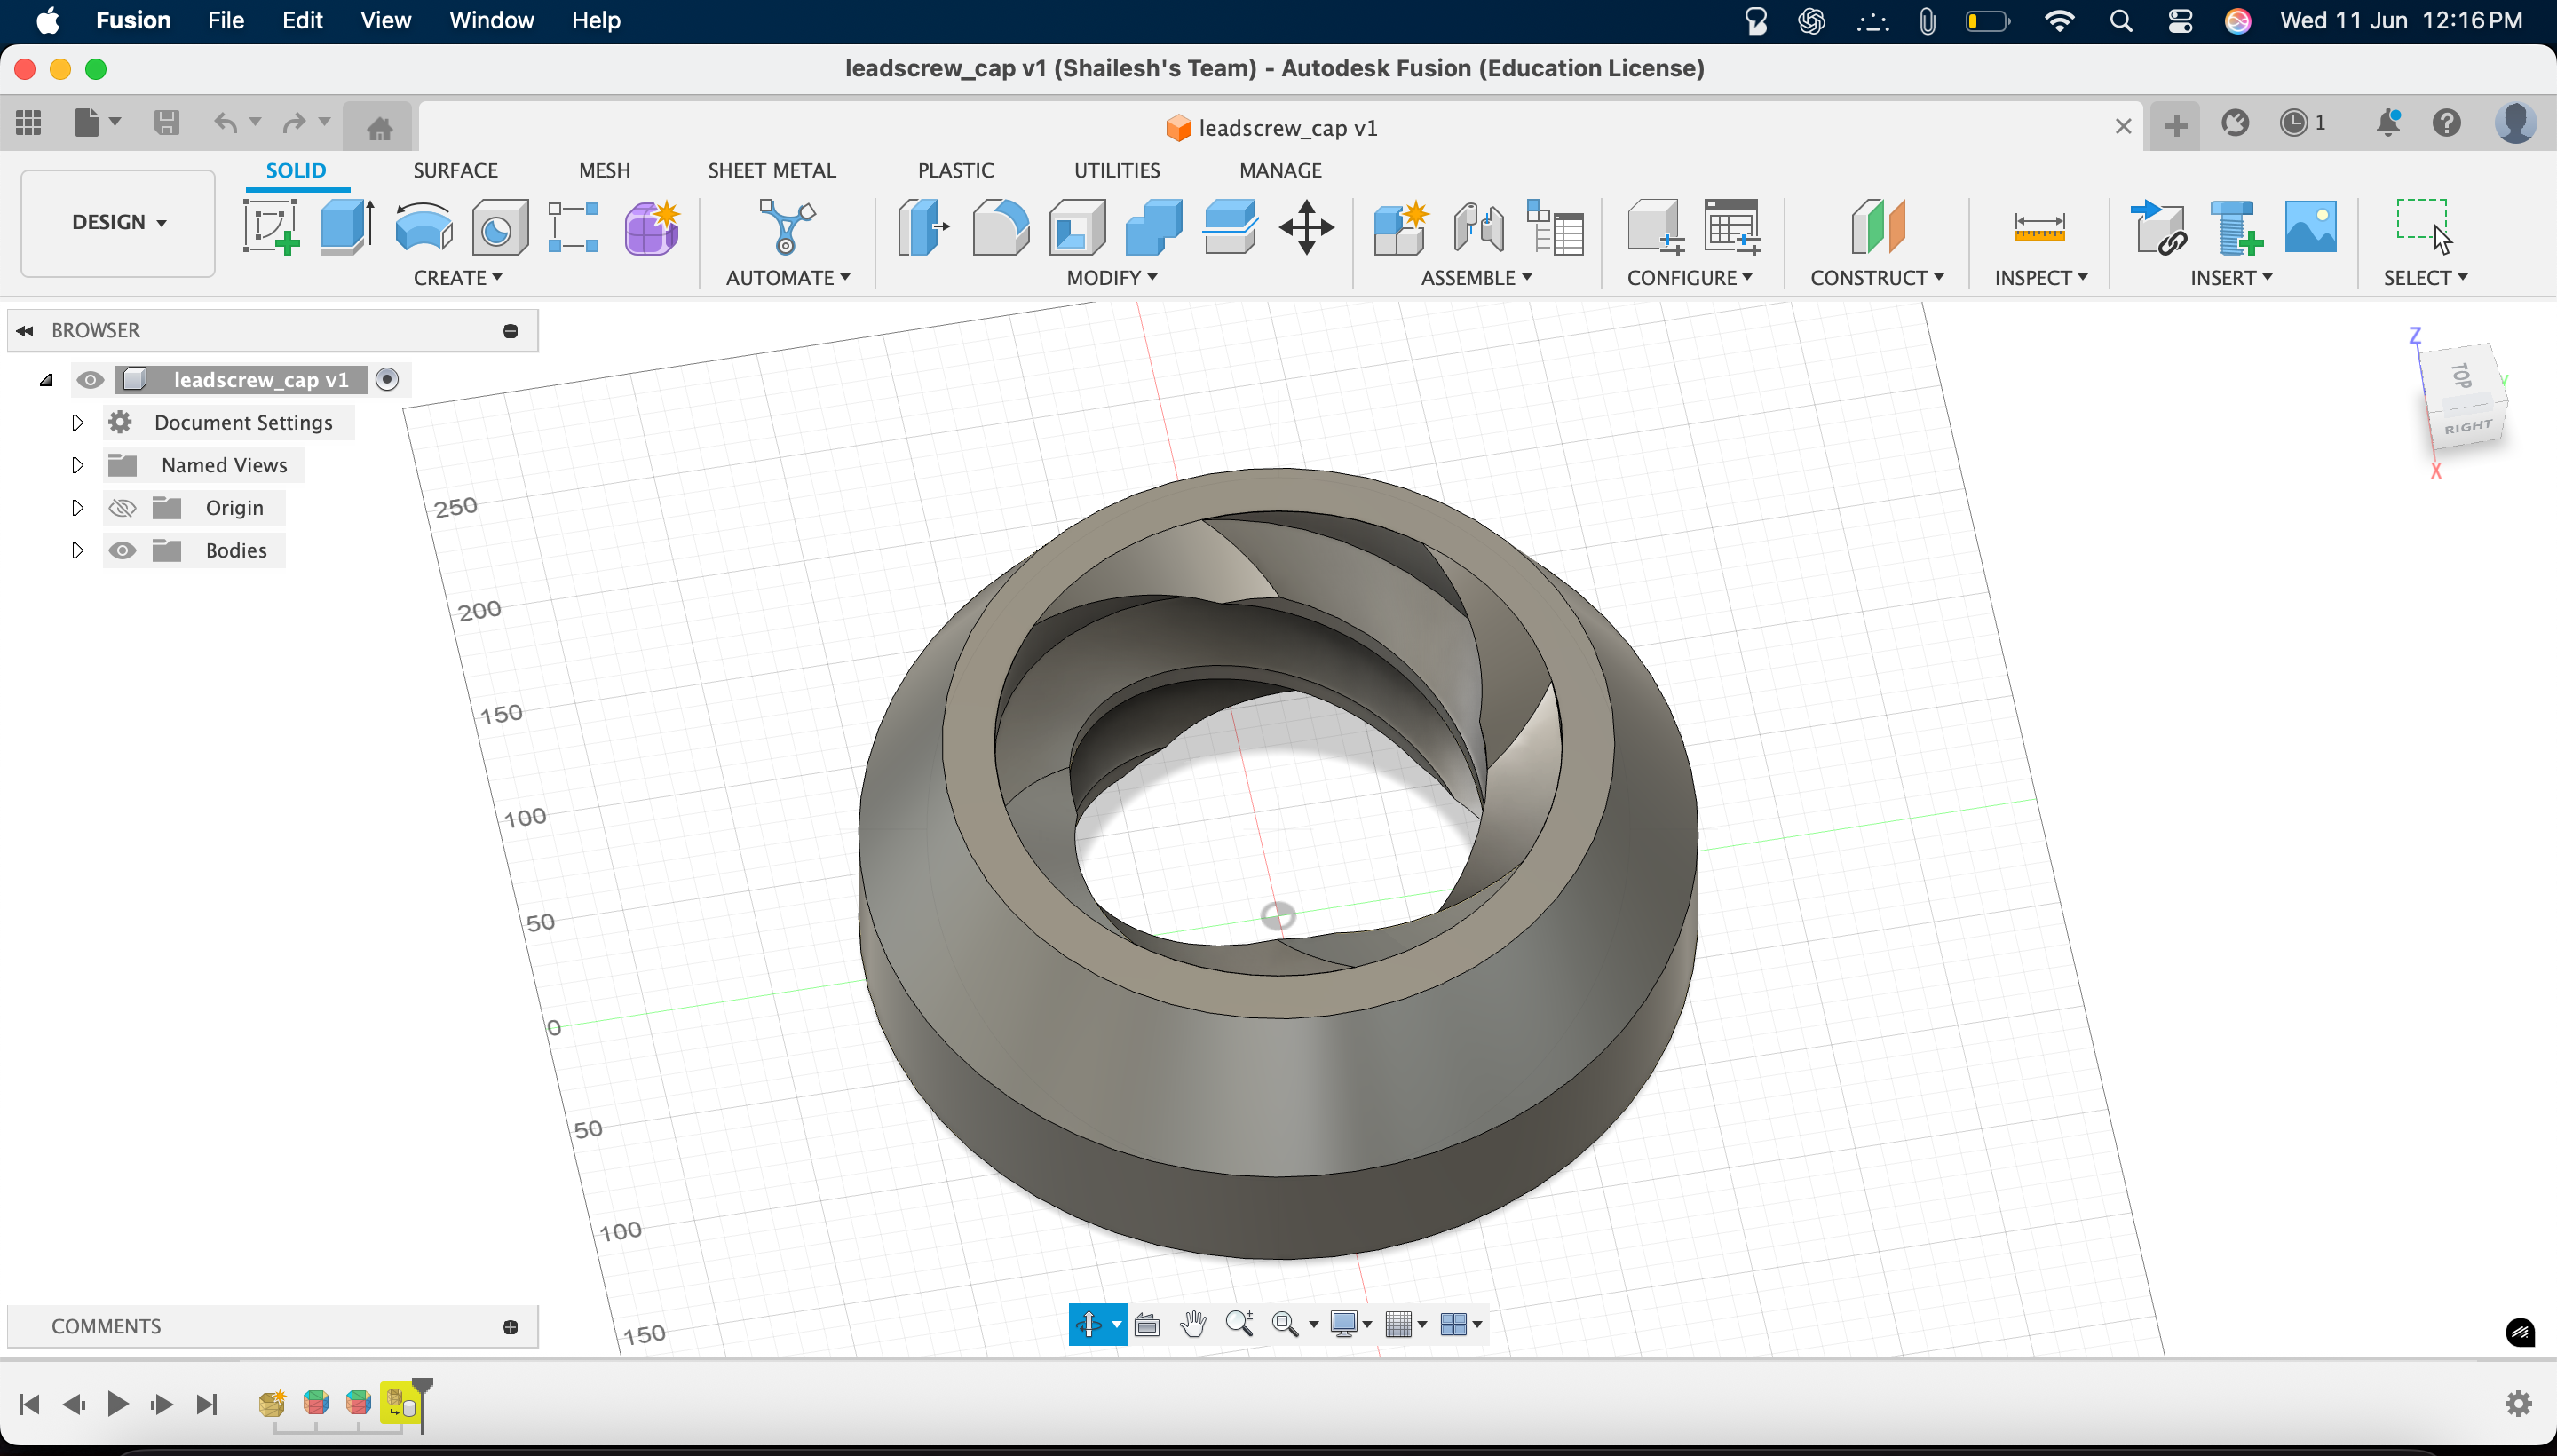 Fusion File Edit View Window Help Wed 11 Jun 12:16 PM
leadscrew_cap v1 (Shailesh's Team) - Autodesk Fusion (Education License)
leadscrew_cap v1 1
SOLID SURFACE MESH SHEET METAL PLASTIC UTILITIES MANAGE
DESIGN
CREATE AUTOMATE MODIFY ASSEMBLE CONFIGURE CONSTRUCT INSPECT INSERT SELECT
BROWSER
leadscrew_cap v1
Document Settings
Named Views
Origin
Bodies
Z
TOP
Y
RIGHT
X
250
200
150
100
50
0
50
100
150
COMMENTS